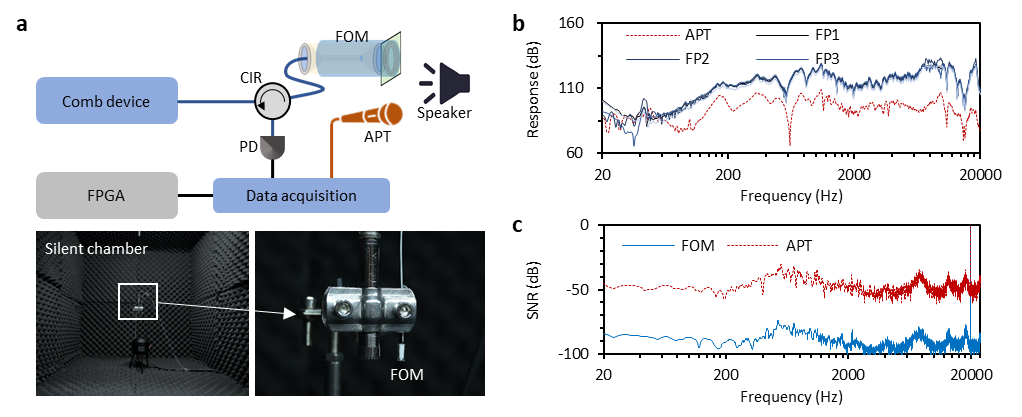 a
FOM
CIR
Comb device
Speaker
PD
APT
FPGA
Data acquisition
Silent chamber
FOM
b
160
110
60
Response (dB)
APT
FP1
FP2
FP3
20
200
2000
20000
Frequency (Hz)
c
0
-50
-100
SNR (dB)
FOM
APT
20
200
2000
20000
Frequency (Hz)